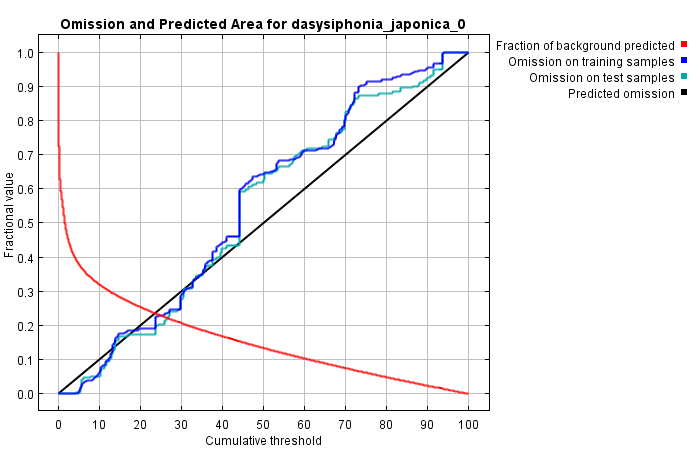 Omission and Predicted Area for dasysiphonia_japonica_0
Fraction of background predicted
Omission on training samples
Omission on test samples
Predicted omission
Fractional value
1.0
0.9
0.8
0.7
0.6
0.5
0.4
0.3
0.2
0.1
0.0
0 10 20 30 40 50 60 70 80 90 100
Cumulative threshold